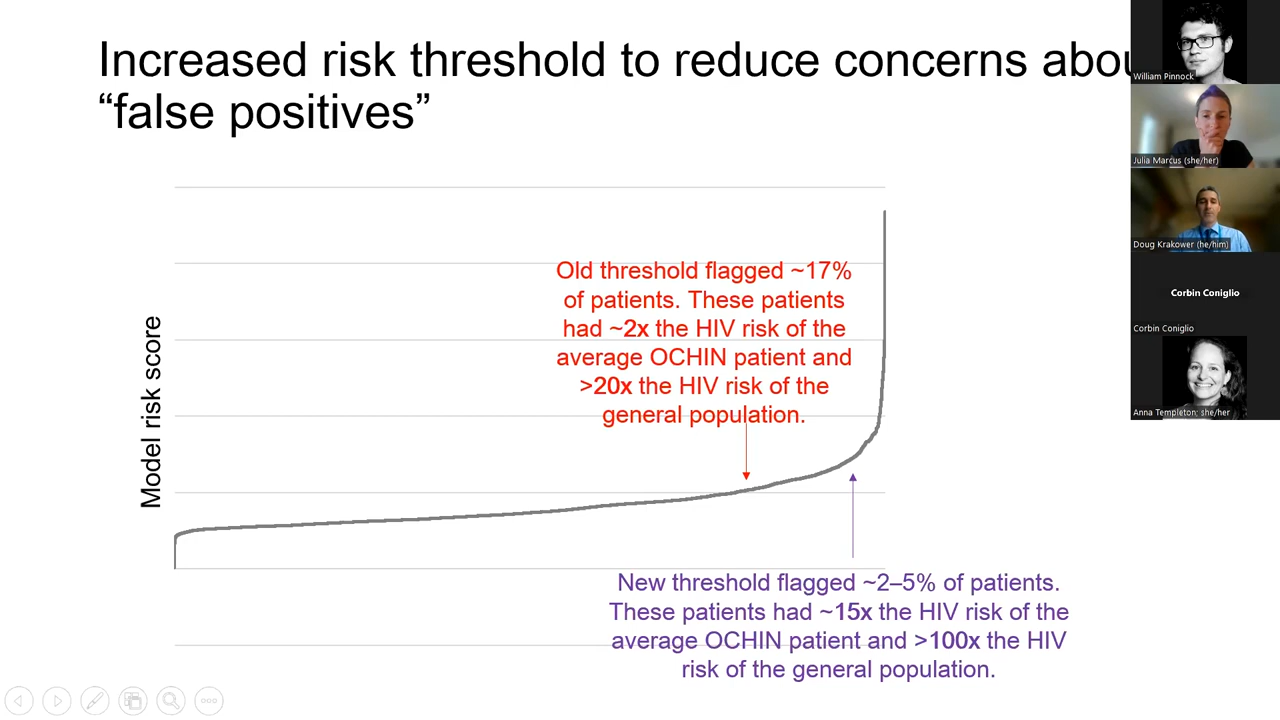 Increased risk threshold to reduce concerns abou
“false positives”
Model risk score
Old threshold flagged ~17%
of patients. These patients
had ~2x the HIV risk of the
average OCHIN patient and
>20x the HIV risk of the
general population.
New threshold flagged ~2–5% of patients.
These patients had ~15x the HIV risk of the
average OCHIN patient and >100x the HIV
risk of the general population.
William Pinnock
Julia Marcus (she/her)
Doug Krakower (he/him)
Corbin Coniglio
Corbin Coniglio
Anna Templeton; she/her